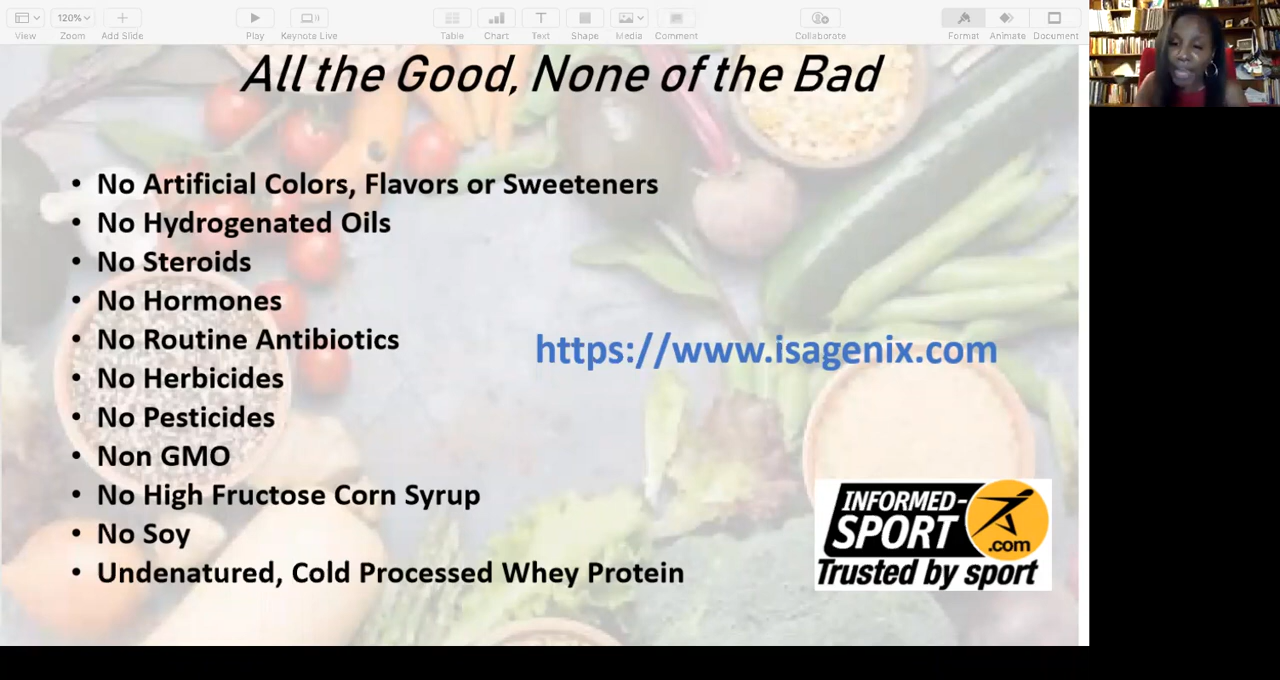 120%
View
Zoom
Add Slide
Play
Keynote Live
Table
Chart
Text
Shape
Media
Comment
Collaborate
Format
Animate
Document
All the Good, None of the Bad
• No Artificial Colors, Flavors or Sweeteners
• No Hydrogenated Oils
• No Steroids
• No Hormones
• No Routine Antibiotics
• No Herbicides
• No Pesticides
• Non GMO
• No High Fructose Corn Syrup
• No Soy
• Undenatured, Cold Processed Whey Protein
https://www.isagenix.com
INFORMED-
SPORT
.com
Trusted by sport